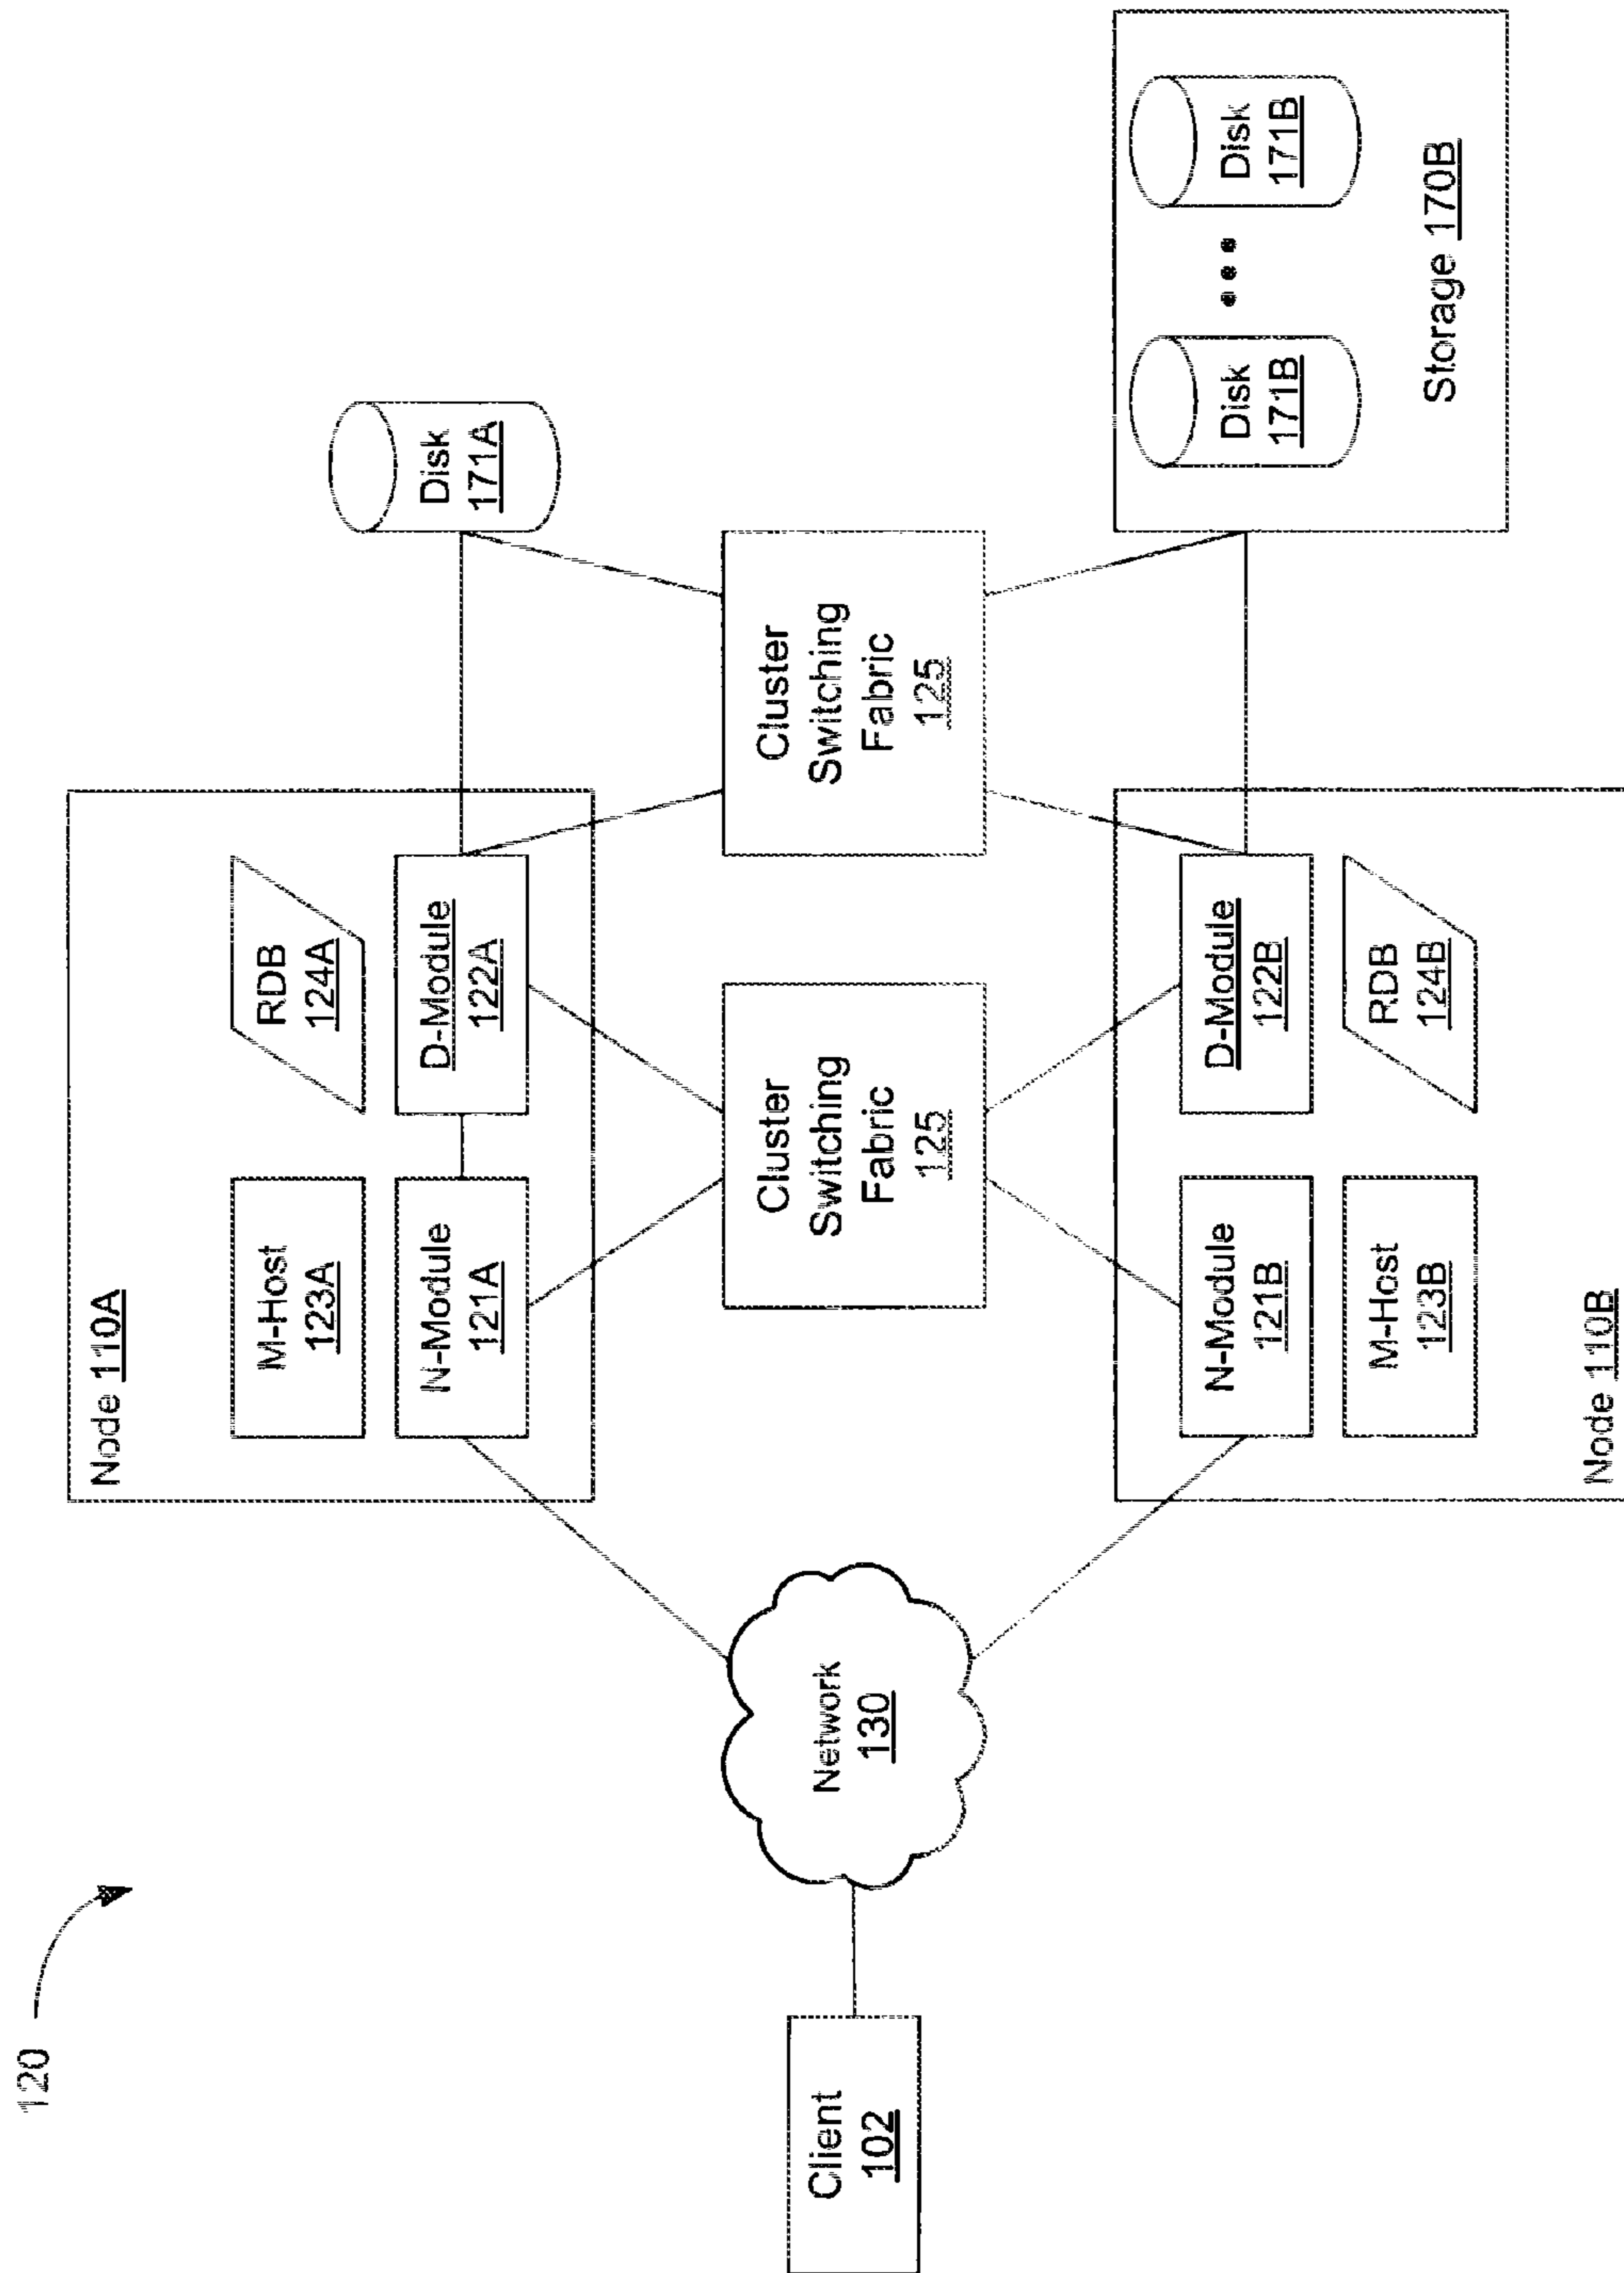 120
Node 110A
M-Host
123A
RDB
124A
N-Module
121A
D-Module
122A
Disk
171A
Client
102
Network
130
Cluster
Switching
Fabric
125
Cluster
Switching
Fabric
125
N-Module
121B
D-Module
122B
M-Host
123B
RDB
124B
Node 110B
Disk
171B
Disk
171B
Storage 170B